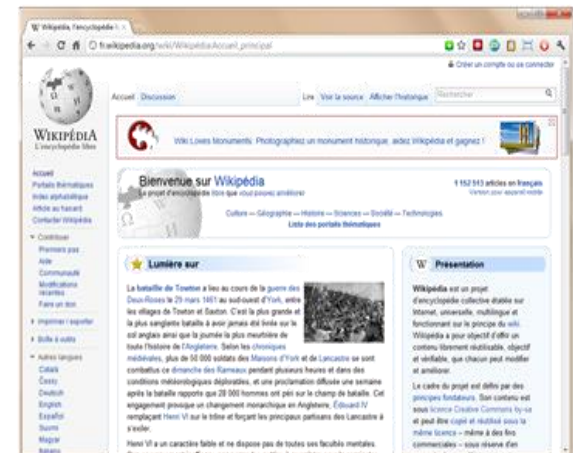 Wikipédia, l'encyclopédie l
fr.wikipedia.org/wiki/Wikipédia:Accueil_principal
Créer un compte ou se connecter
Accueil Discussion Lire Voir la source Afficher l'historique Rechercher
WIKIPÉDIA
L'encyclopédie libre
Wiki Loves Monuments: Photographiez un monument historique, aidez Wikipédia et gagnez !
Accueil
Portails thématiques
Index alphabétique
Article au hasard
Contacter Wikipédia
Contribuer
Premiers pas
Aide
Communauté
Modifications
récentes
Faire un don
Imprimer / exporter
Boîte à outils
Autres langues
Català
Česky
Deutsch
English
Español
Suomi
Magyar
Italiano
Bienvenue sur Wikipédia
Le projet d'encyclopédie libre que vous pouvez améliorer
1 152 513 articles en français
Version pour appareil mobile
Culture — Géographie — Histoire — Sciences — Société — Technologies
Liste des portails thématiques
Lumière sur
La bataille de Towton a lieu au cours de la guerre des
Deux-Roses le 29 mars 1461 au sud-ouest d'York, entre
les villages de Towton et Saxton. C'est la plus grande et
la plus sanglante bataille à avoir jamais été livrée sur le
sol anglais ainsi que la journée la plus meurtrière de
toute l'histoire de l'Angleterre. Selon les chroniques
médiévales, plus de 50 000 soldats des Maisons d'York et de Lancastre se sont
combattus ce dimanche des Rameaux pendant plusieurs heures et dans des
conditions météorologiques déplorables, et une proclamation diffusée une semaine
après la bataille rapporte que 28 000 hommes ont péri sur le champ de bataille. Cet
engagement provoque un changement monarchique en Angleterre, Édouard IV
remplaçant Henri VI sur le trône et forçant les principaux partisans des Lancastre à
s'exiler.
Henri VI a un caractère faible et ne dispose pas de toutes ses facultés mentales.
Présentation
Wikipédia est un projet
d'encyclopédie collective établie sur
Internet, universelle, multilingue et
fonctionnant sur le principe du wiki.
Wikipédia a pour objectif d'offrir un
contenu librement réutilisable, objectif
et vérifiable, que chacun peut modifier
et améliorer.
Le cadre du projet est défini par des
principes fondateurs. Son contenu est
sous licence Creative Commons by-sa
et peut être copié et réutilisé sous la
même licence – même à des fins
commerciales – sous réserve d'en